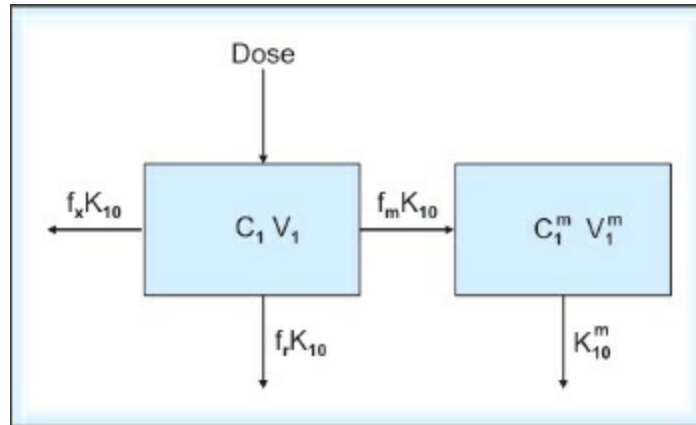 Dose
fₓK₁₀
C₁ V₁
fₘK₁₀
C₁ᵐ V₁ᵐ
fᵣK₁₀
K₁₀ᵐ